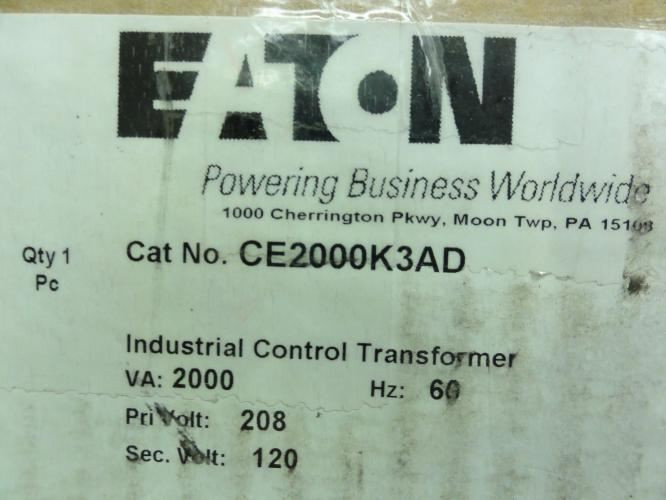 EATON
Powering Business Worldwide
1000 Cherrington Pkwy, Moon Twp, PA 15108
Qty 1
Pc
Cat No. CE2000K3AD
Industrial Control Transformer
VA: 2000 Hz: 60
Pri Volt: 208
Sec. Volt: 120